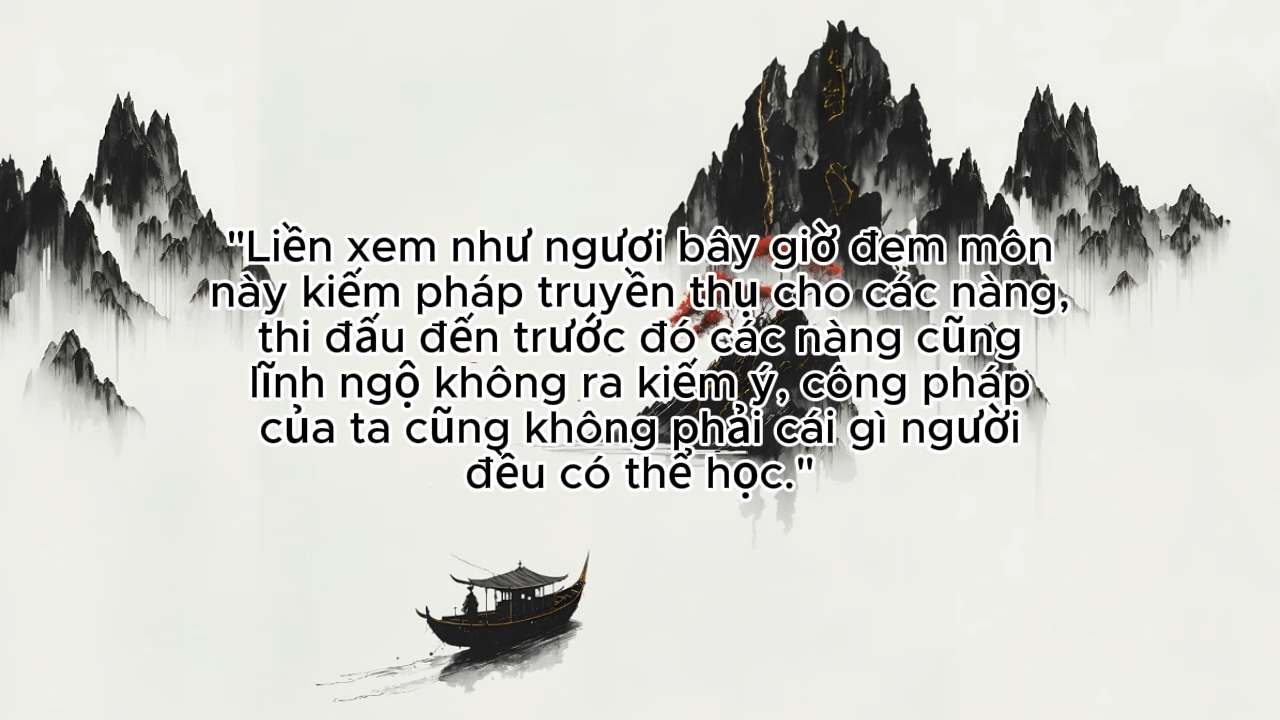 "Liền xem như ngươi bây giờ đem môn
này kiếm pháp truyền thụ cho các nàng,
thi đấu đến trước đó các nàng cũng
lĩnh ngộ không ra kiếm ý, công pháp
của ta cũng không phải cái gì người
đều có thể học."